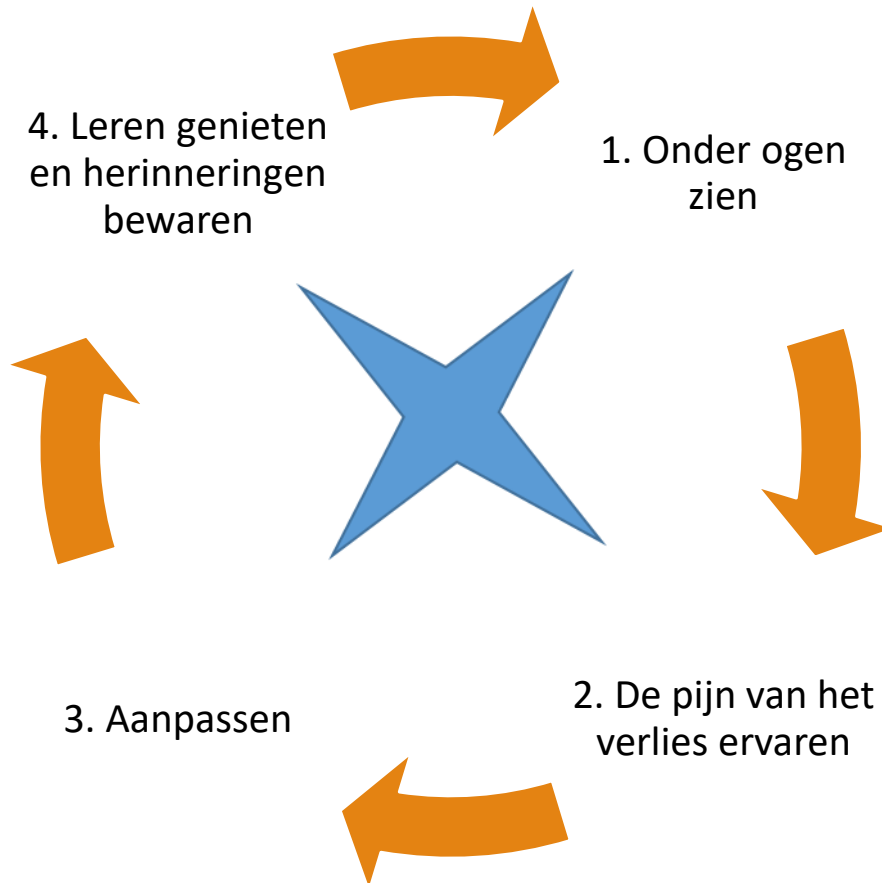 1. Onder ogen
zien
2. De pijn van het
verlies ervaren
3. Aanpassen
4. Leren genieten
en herinneringen
bewaren